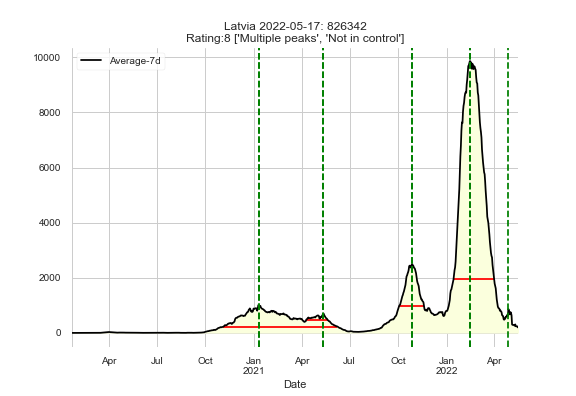 Latvia 2022-05-17: 826342
Rating:8 ['Multiple peaks', 'Not in control']
Average-7d
10000
8000
6000
4000
2000
0
Apr Jul Oct Jan Apr Jul Oct Jan Apr
2021 2022
Date